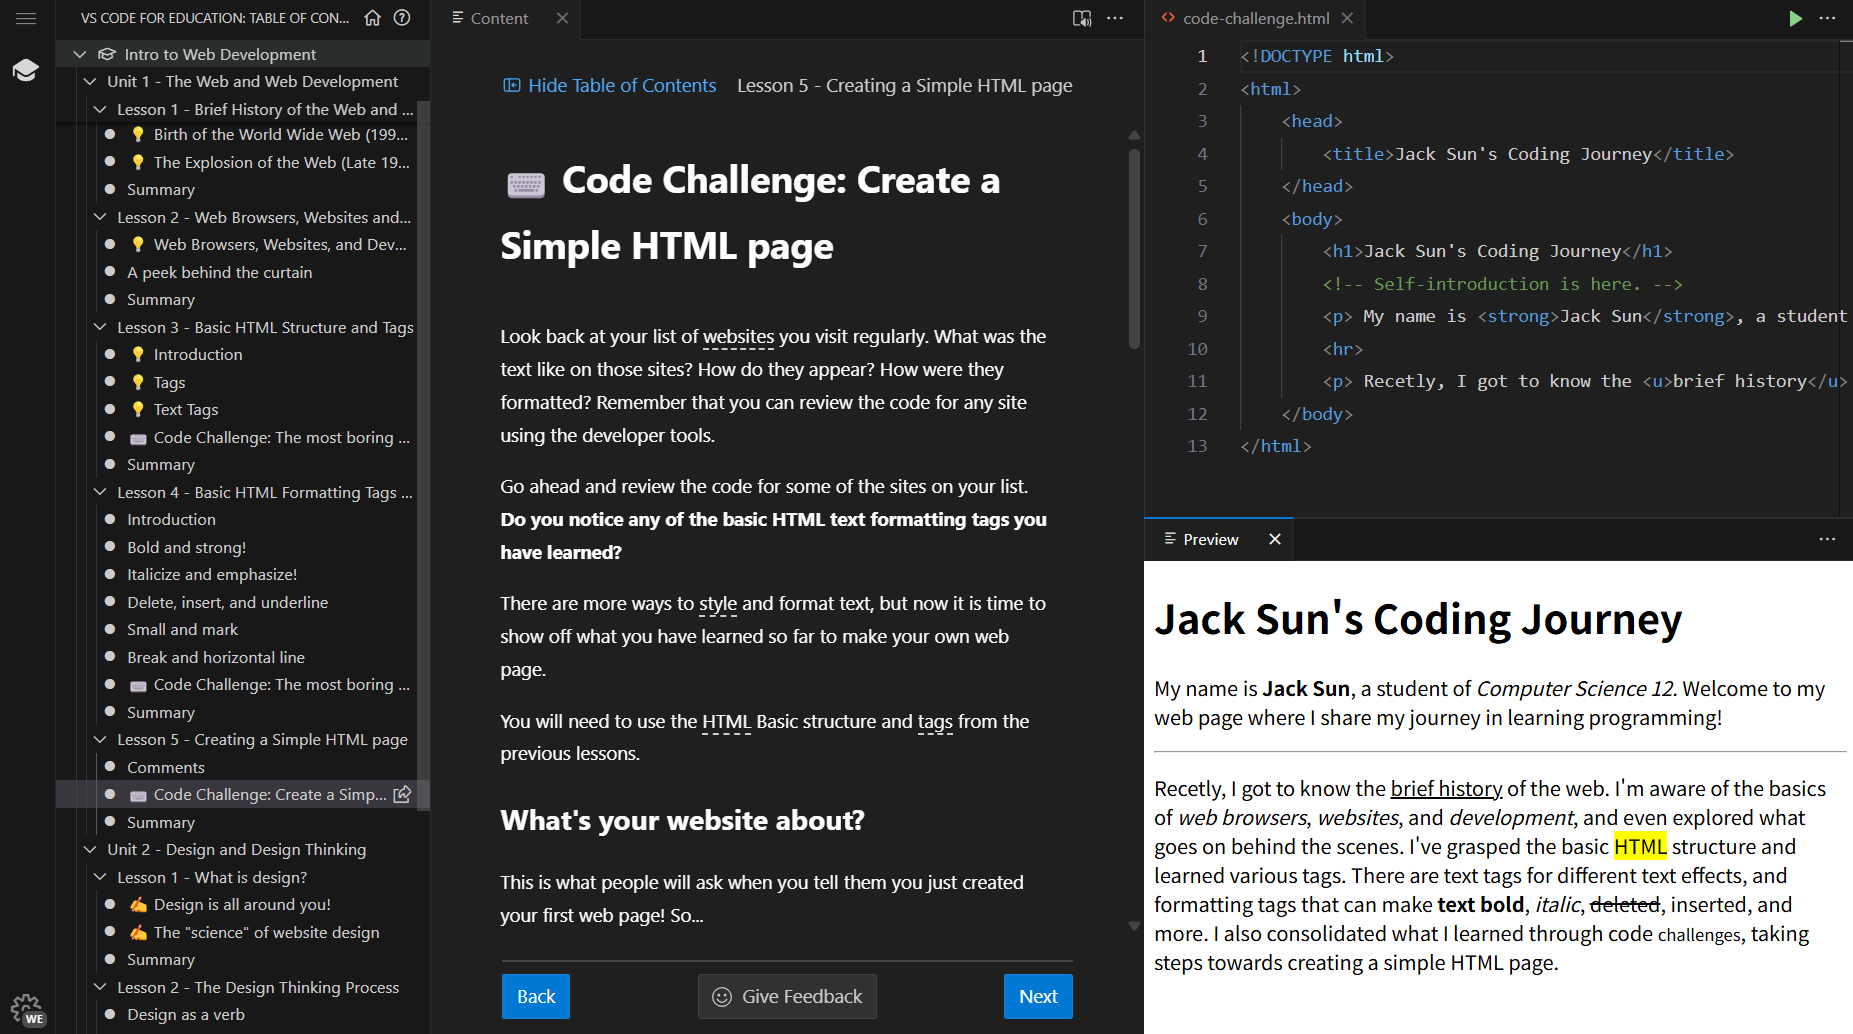 VS CODE FOR EDUCATION: TABLE OF CON...
Intro to Web Development
Unit 1 - The Web and Web Development
Lesson 1 - Brief History of the Web and ...
Birth of the World Wide Web (199...
The Explosion of the Web (Late 19...
Summary
Lesson 2 - Web Browsers, Websites and...
Web Browsers, Websites, and Dev...
A peek behind the curtain
Summary
Lesson 3 - Basic HTML Structure and Tags
Introduction
Tags
Text Tags
Code Challenge: The most boring ...
Summary
Lesson 4 - Basic HTML Formatting Tags ...
Introduction
Bold and strong!
Italicize and emphasize!
Delete, insert, and underline
Small and mark
Break and horizontal line
Code Challenge: The most boring ...
Summary
Lesson 5 - Creating a Simple HTML page
Comments
Code Challenge: Create a Simp...
Summary
Unit 2 - Design and Design Thinking
Lesson 1 - What is design?
Design is all around you!
The "science" of website design
Summary
Lesson 2 - The Design Thinking Process
Design as a verb
WE
Content
Hide Table of Contents Lesson 5 - Creating a Simple HTML page
Code Challenge: Create a
Simple HTML page
Look back at your list of websites you visit regularly. What was the
text like on those sites? How do they appear? How were they
formatted? Remember that you can review the code for any site
using the developer tools.
Go ahead and review the code for some of the sites on your list.
Do you notice any of the basic HTML text formatting tags you
have learned?
There are more ways to style and format text, but now it is time to
show off what you have learned so far to make your own web
page.
You will need to use the HTML Basic structure and tags from the
previous lessons.
What's your website about?
This is what people will ask when you tell them you just created
your first web page! So...
Back Give Feedback Next
code-challenge.html
1 <!DOCTYPE html>
2 <html>
3 <head>
4 <title>Jack Sun's Coding Journey</title>
5 </head>
6 <body>
7 <h1>Jack Sun's Coding Journey</h1>
8 <!-- Self-introduction is here. -->
9 <p> My name is <strong>Jack Sun</strong>, a student
10 <hr>
11 <p> Recetly, I got to know the <u>brief history</u>
12 </body>
13 </html>
Preview
Jack Sun's Coding Journey
My name is Jack Sun, a student of Computer Science 12. Welcome to my
web page where I share my journey in learning programming!
Recetly, I got to know the brief history of the web. I'm aware of the basics
of web browsers, websites, and development, and even explored what
goes on behind the scenes. I've grasped the basic HTML structure and
learned various tags. There are text tags for different text effects, and
formatting tags that can make text bold, italic, deleted, inserted, and
more. I also consolidated what I learned through code challenges, taking
steps towards creating a simple HTML page.